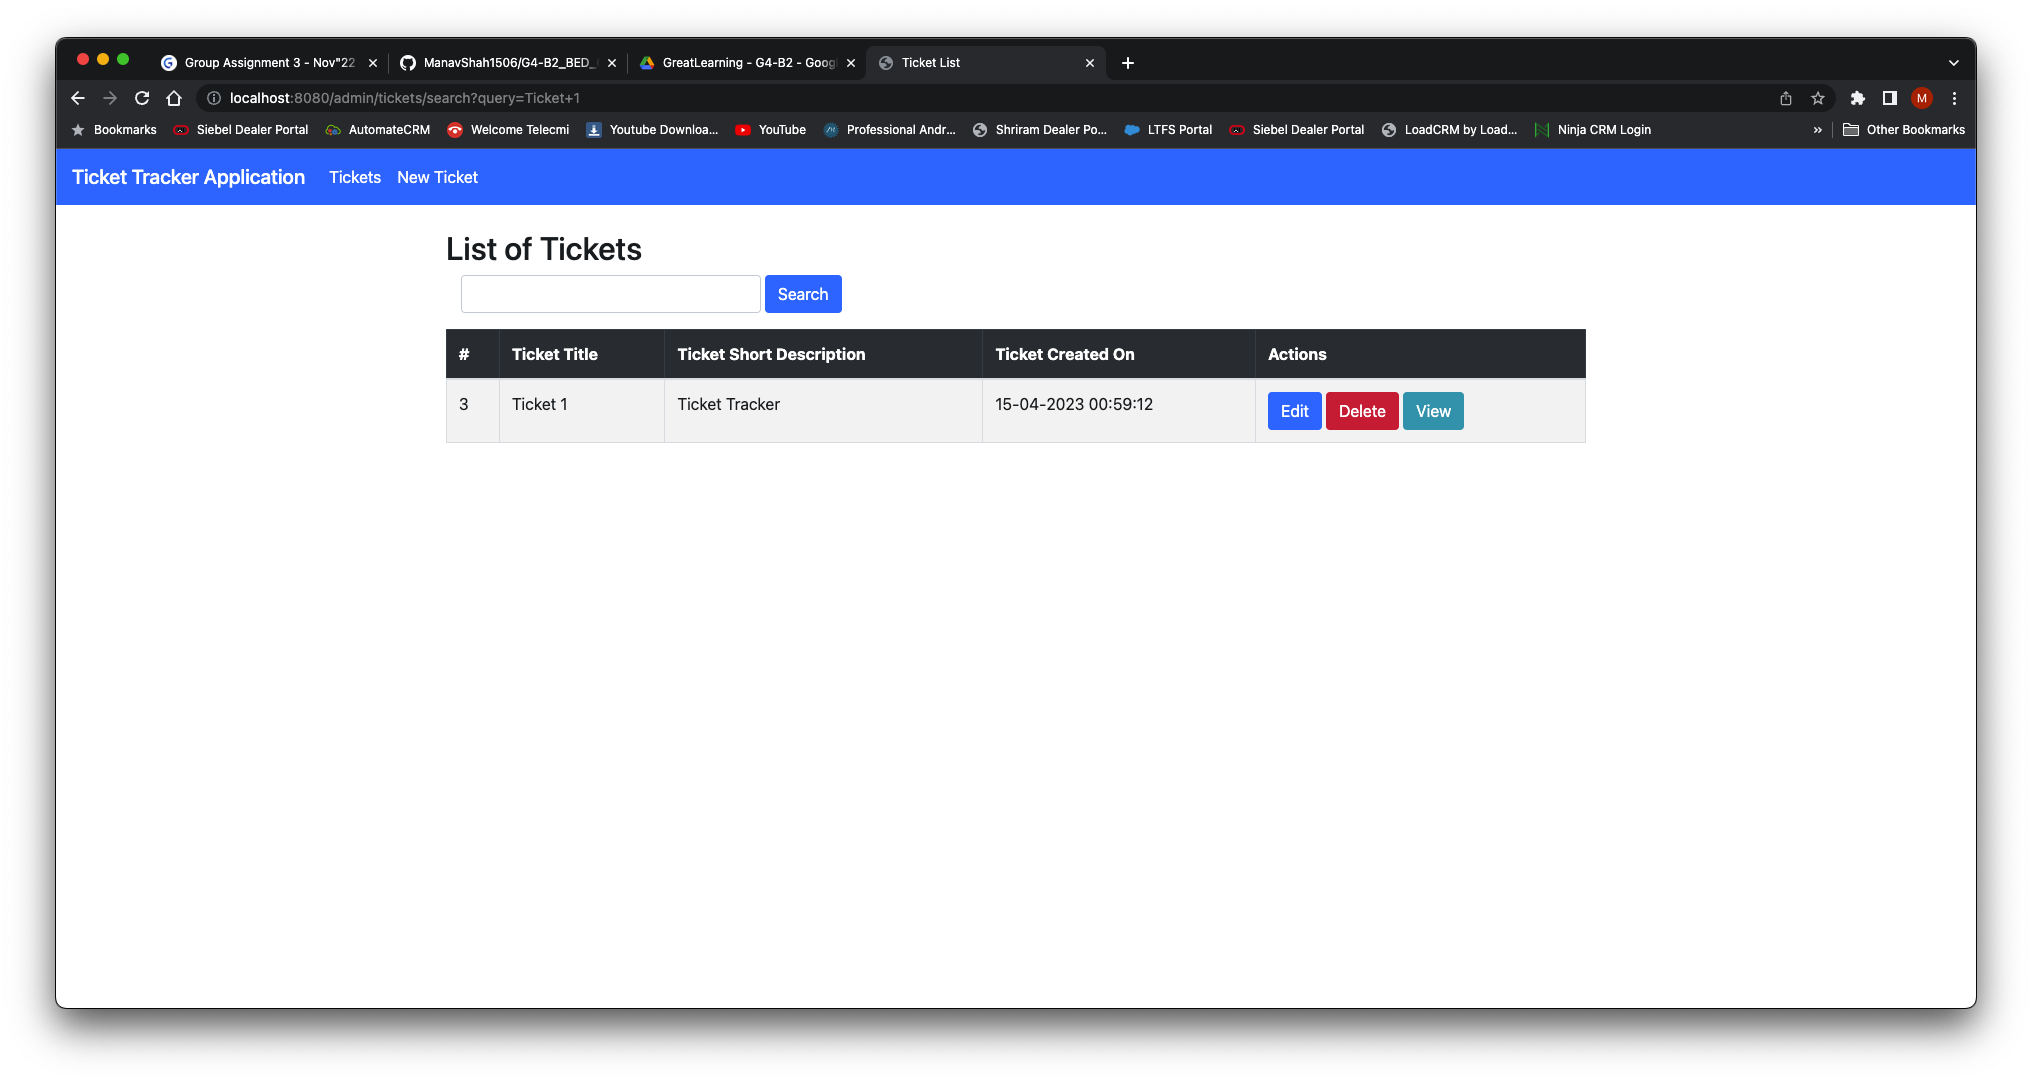 Group Assignment 3 - Nov"22
ManavShah1506/G4-B2_BED_
GreatLearning - G4-B2 - Goog
Ticket List
localhost:8080/admin/tickets/search?query=Ticket+1
M
Bookmarks
Siebel Dealer Portal
AutomateCRM
Welcome Telecmi
Youtube Downloa...
YouTube
Professional Andr...
Shriram Dealer Po...
LTFS Portal
Siebel Dealer Portal
LoadCRM by Load...
Ninja CRM Login
»
Other Bookmarks
Ticket Tracker Application Tickets New Ticket
List of Tickets
Search
# Ticket Title Ticket Short Description Ticket Created On Actions
3 Ticket 1 Ticket Tracker 15-04-2023 00:59:12 Edit Delete View